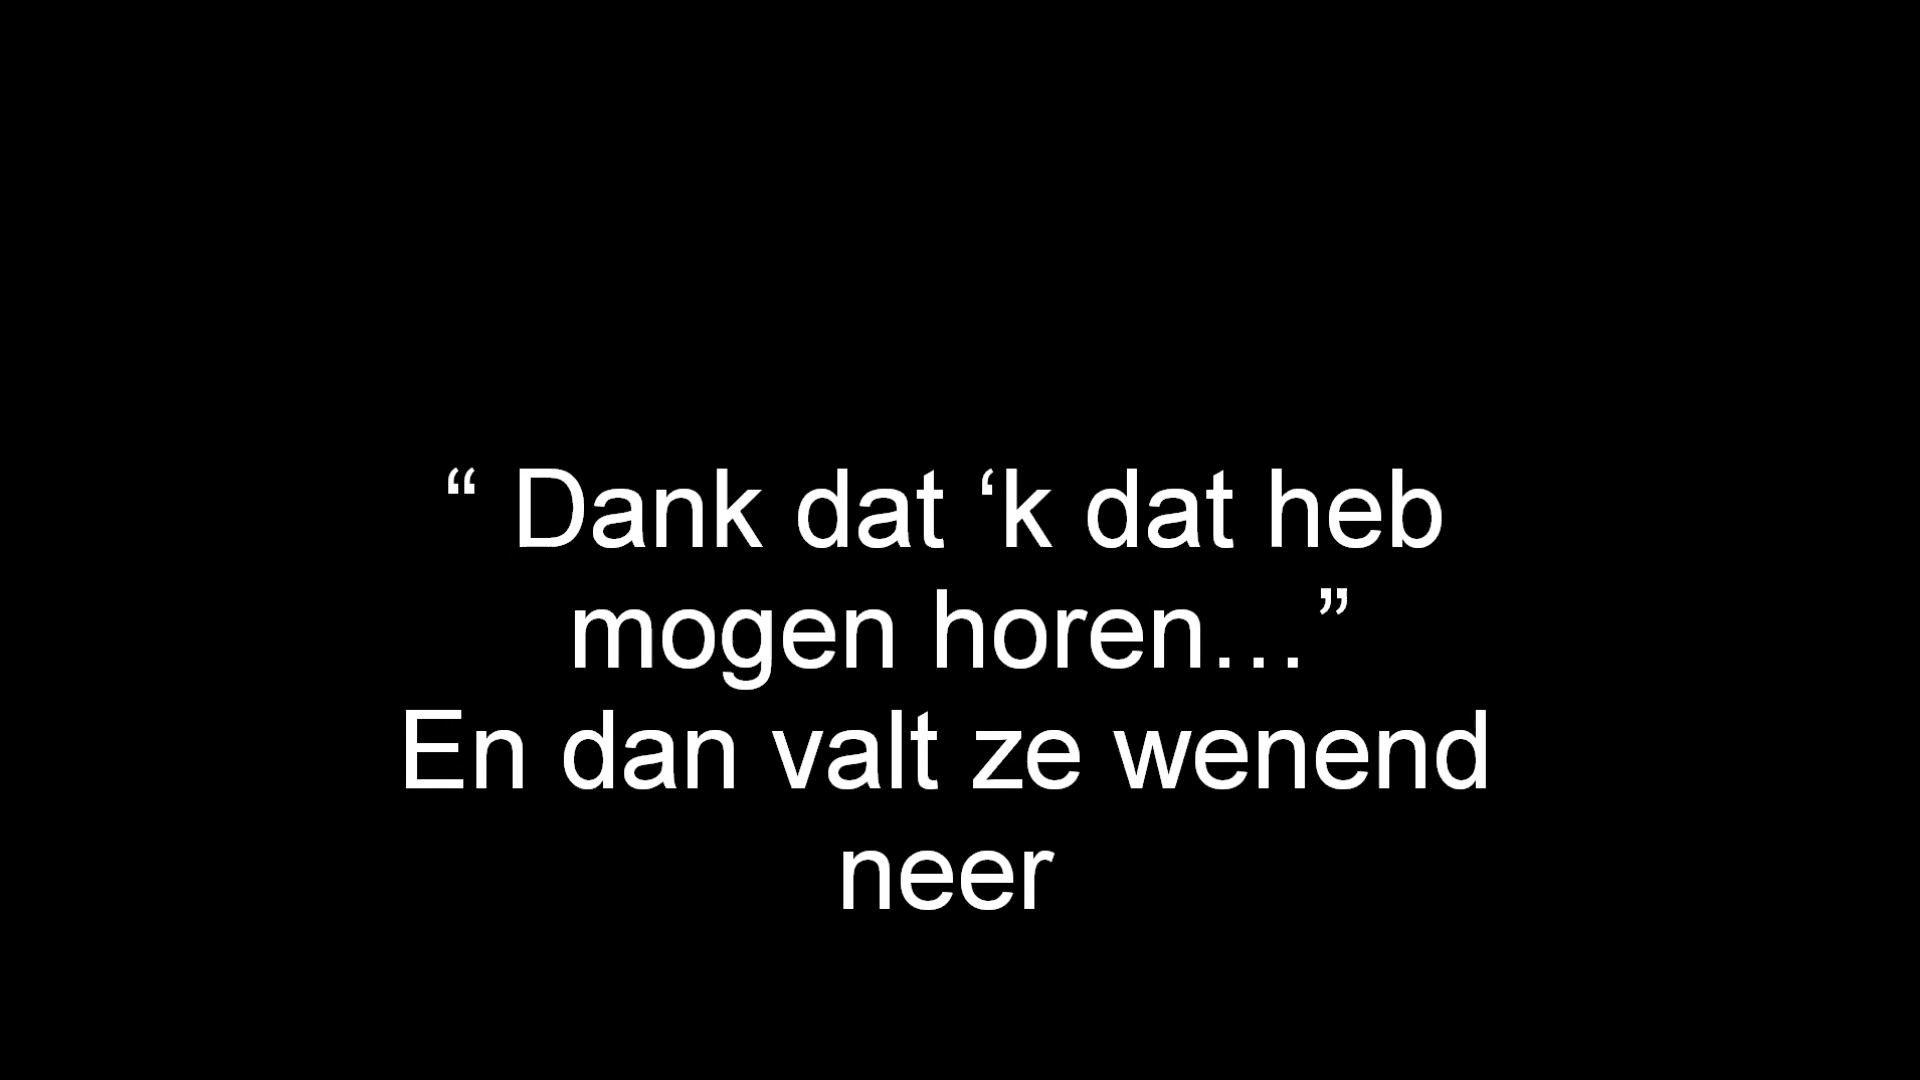 “ Dank dat ‘k dat heb
mogen horen…”
En dan valt ze wenend
neer